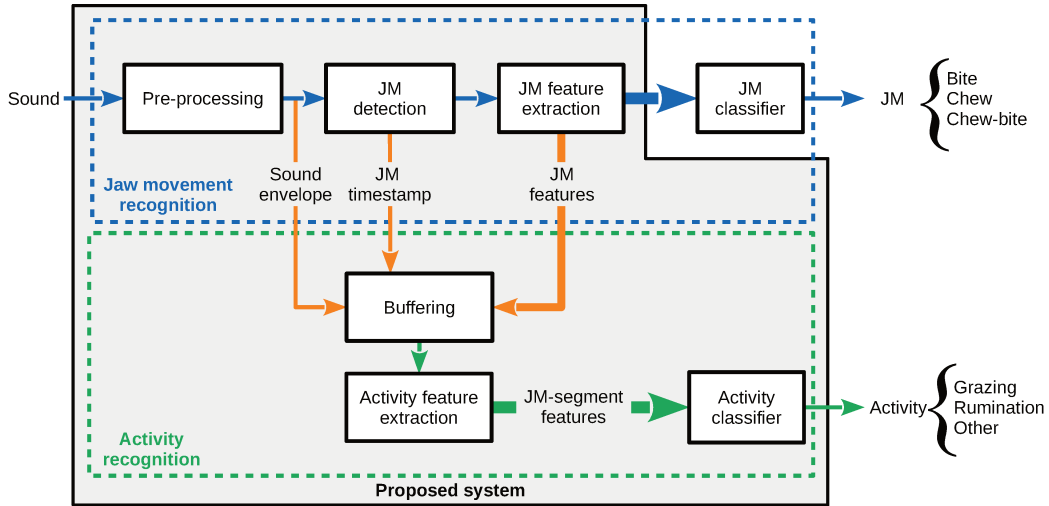 Sound
Pre-processing
JM
detection
JM feature
extraction
JM
classifier
JM
Bite
Chew
Chew-bite
Jaw movement
recognition
Sound
envelope
JM
timestamp
JM
features
Buffering
Activity feature
extraction
JM-segment
features
Activity
classifier
Activity
Grazing
Rumination
Other
Activity
recognition
Proposed system